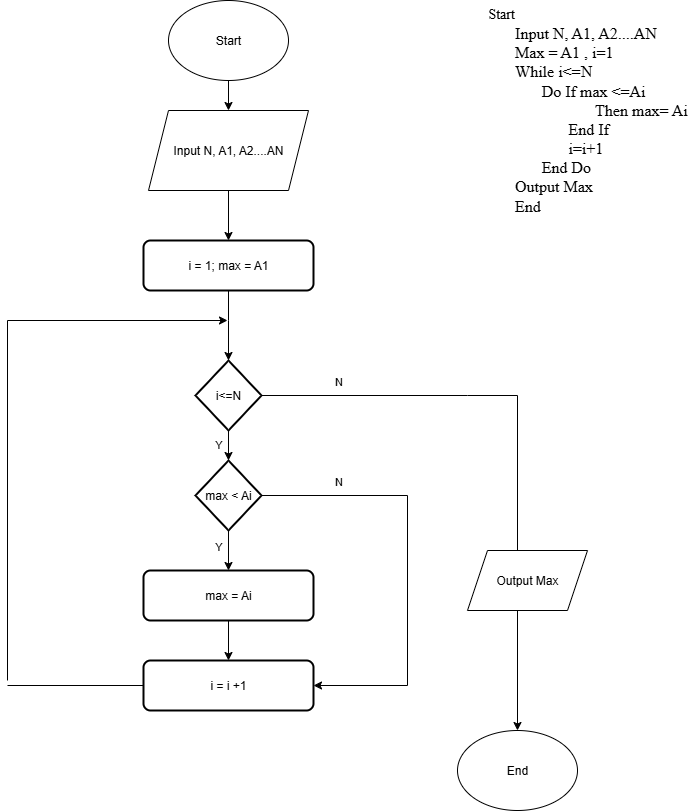 Start
Input N, A1, A2....AN
i = 1; max = A1
i<=N
N
Y
max < Ai
N
Y
max = Ai
i = i +1
Output Max
End
Start
Input N, A1, A2....AN
Max = A1 , i=1
While i<=N
Do If max <=Ai
Then max= Ai
End If
i=i+1
End Do
Output Max
End